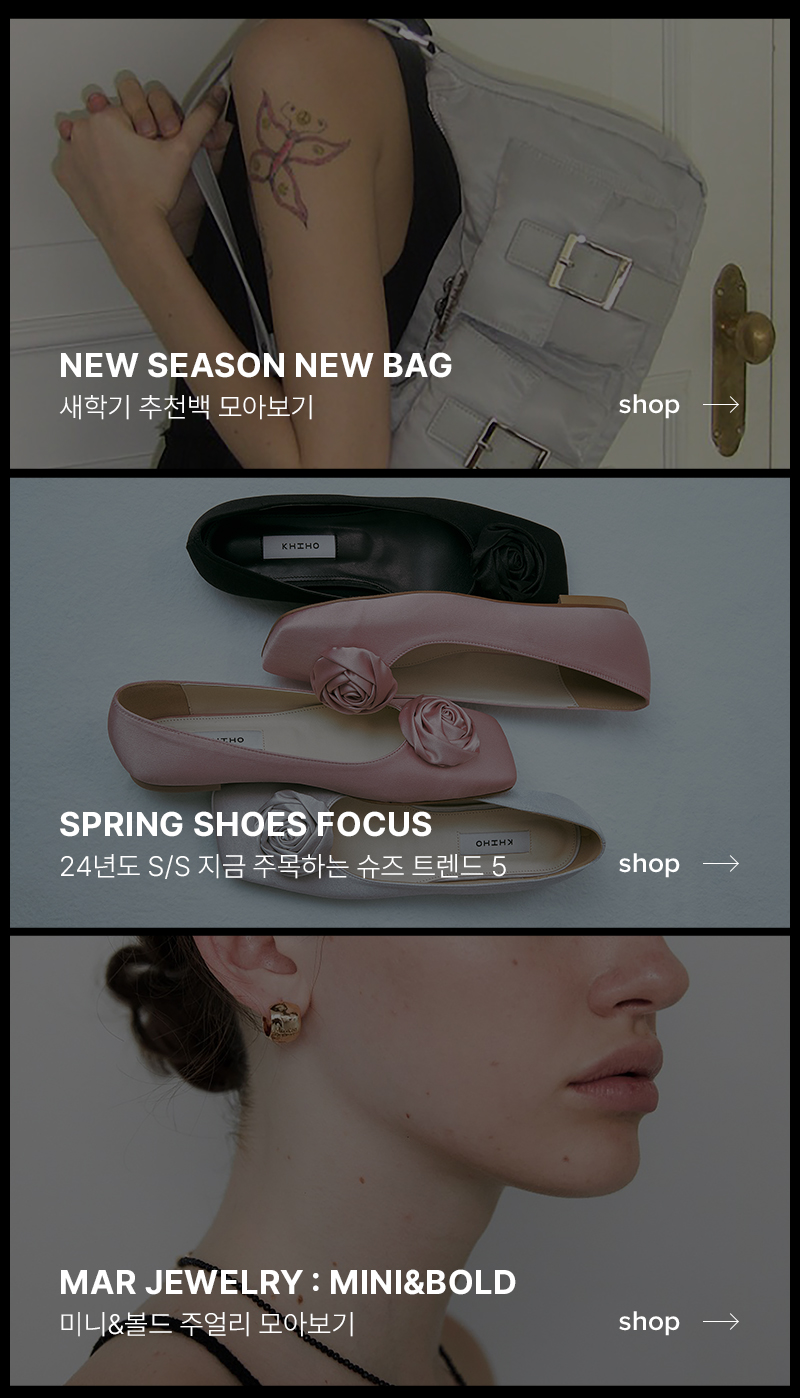 NEW SEASON NEW BAG
새학기 추천백 모아보기
shop
KHIHO
KHIHO
KHIHO
SPRING SHOES FOCUS
24년도 S/S 지금 주목하는 슈즈 트렌드 5
shop
MAR JEWELRY : MINI&BOLD
미니&볼드 주얼리 모아보기
shop